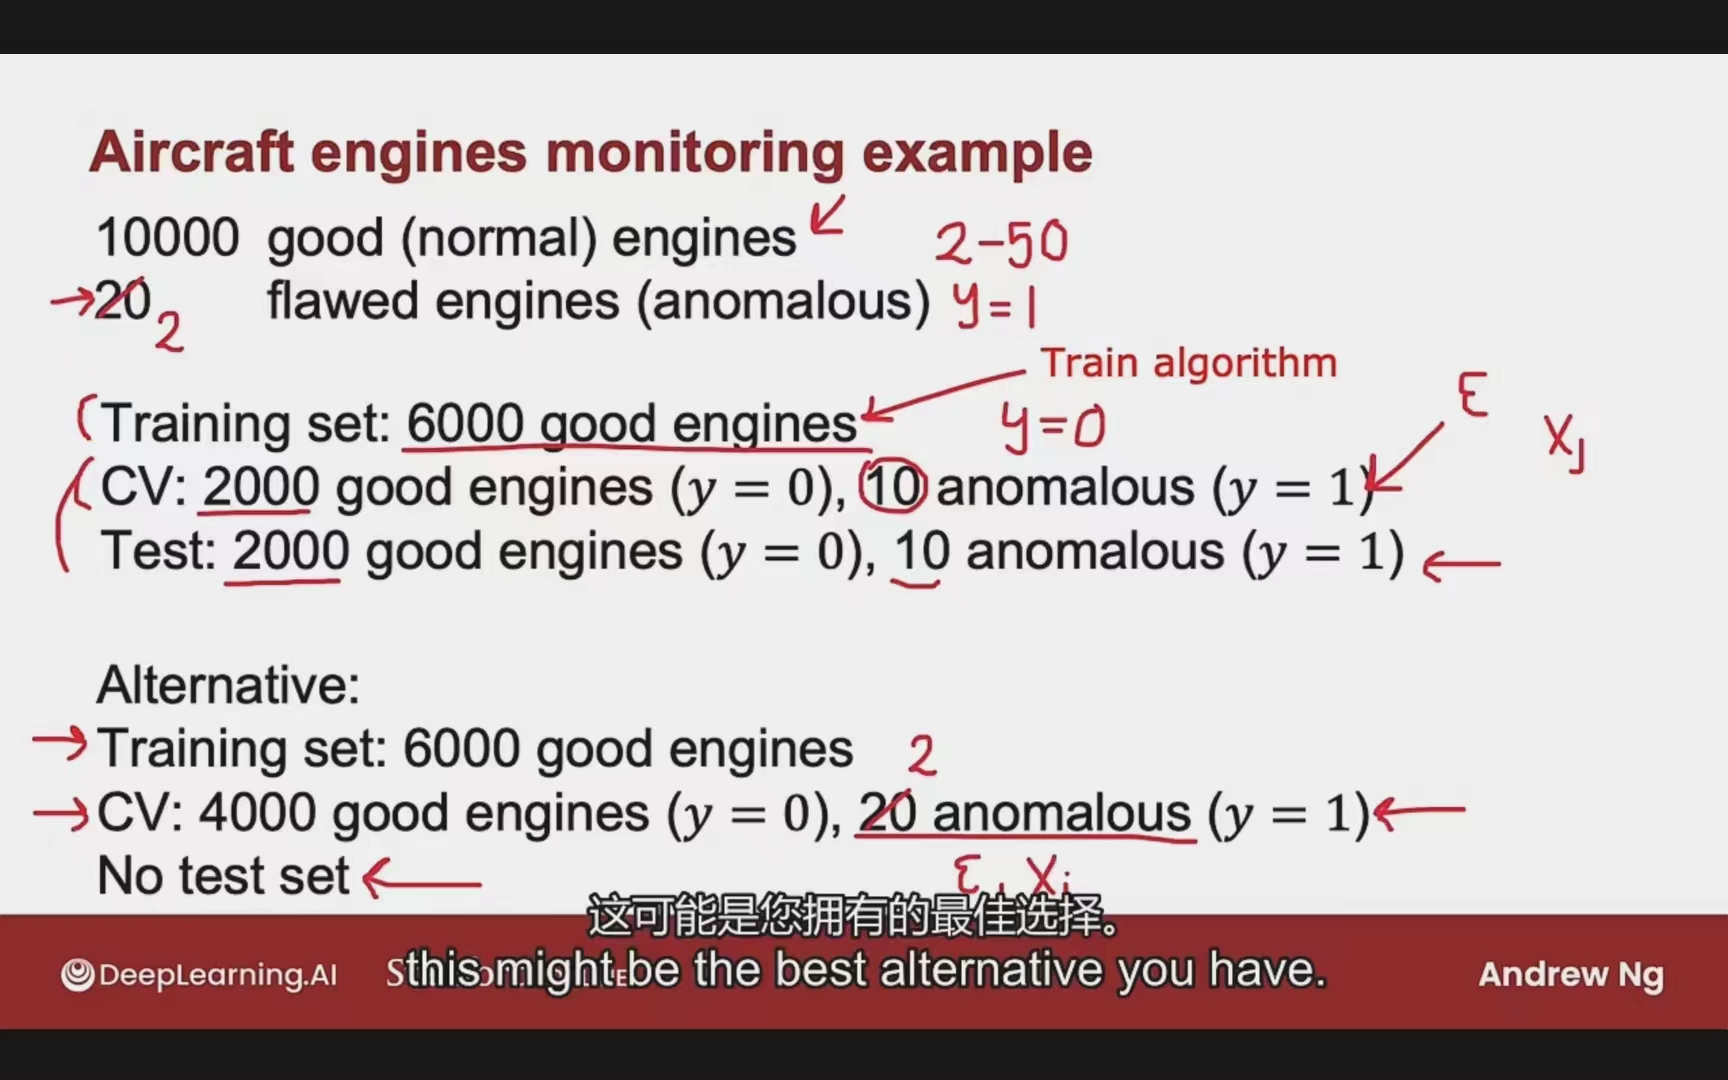 Aircraft engines monitoring example
10000 good (normal) engines 2-50
20 2 flawed engines (anomalous) y=1
Train algorithm
Training set: 6000 good engines y=0 ε
CV: 2000 good engines (y = 0), 10 anomalous (y = 1) xj
Test: 2000 good engines (y = 0), 10 anomalous (y = 1)
Alternative:
Training set: 6000 good engines 2
CV: 4000 good engines (y = 0), 20 anomalous (y = 1)
No test set ε, xj
这可能是您拥有的最佳选择。
DeepLearning.AI this might be the best alternative you have. Andrew Ng